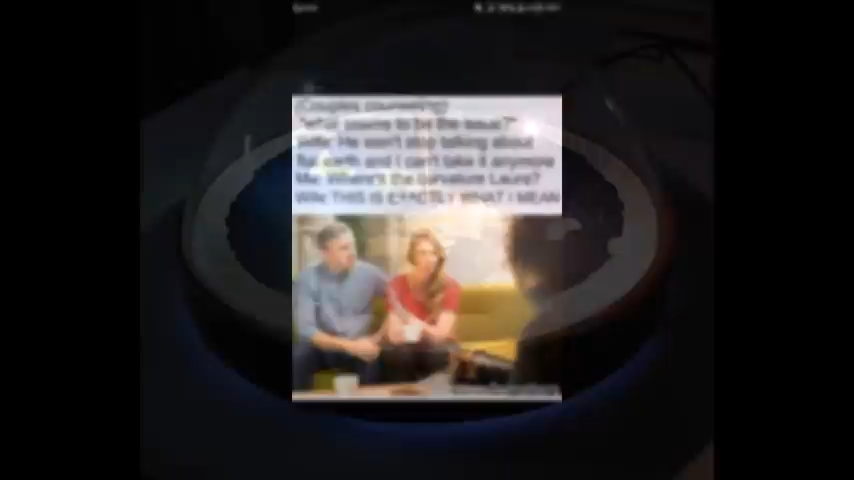 (Couples counseling)
"what seems to be the issue?"
wife: He won't stop talking about
flat earth and I can't take it anymore
Me: Where's the curvature Laura?
Wife: THIS IS EXACTLY WHAT I MEAN